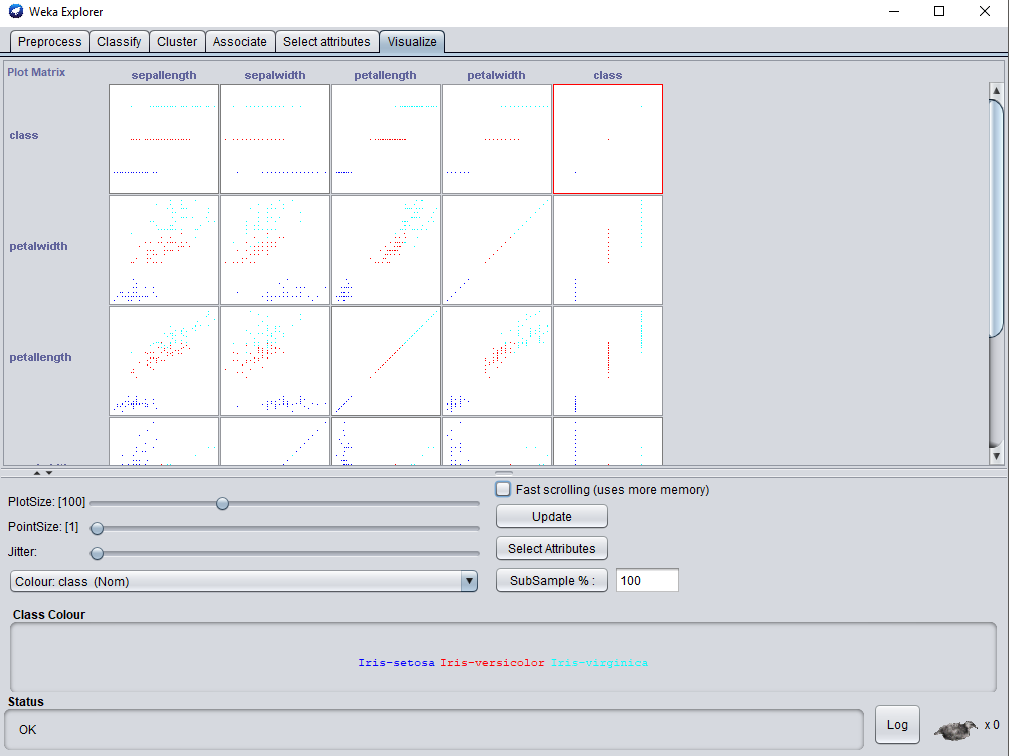 Weka Explorer
Preprocess Classify Cluster Associate Select attributes Visualize
Plot Matrix sepallength sepalwidth petallength petalwidth class
class
petalwidth
petallength
PlotSize: [100]
PointSize: [1]
Jitter:
Colour: class (Nom)
Fast scrolling (uses more memory)
Update
Select Attributes
SubSample % : 100
Class Colour
Iris-setosa Iris-versicolor Iris-virginica
Status
OK
Log x 0